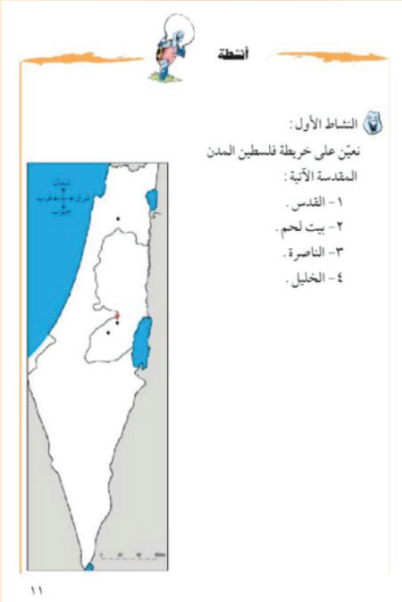 أنشطة
النشاط الأول :
نعيّن على خريطة فلسطين المدن
المقدسة الآتية :
١- القدس .
٢- بيت لحم .
٣- الناصرة .
٤- الخليل .
شمال
شرق
غرب
جنوب
١١